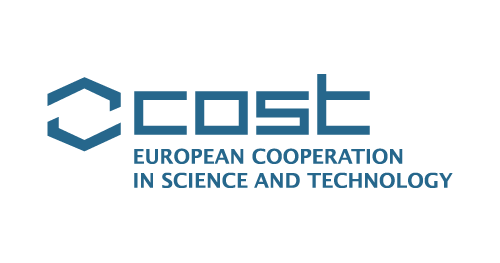 cost
EUROPEAN COOPERATION
IN SCIENCE AND TECHNOLOGY